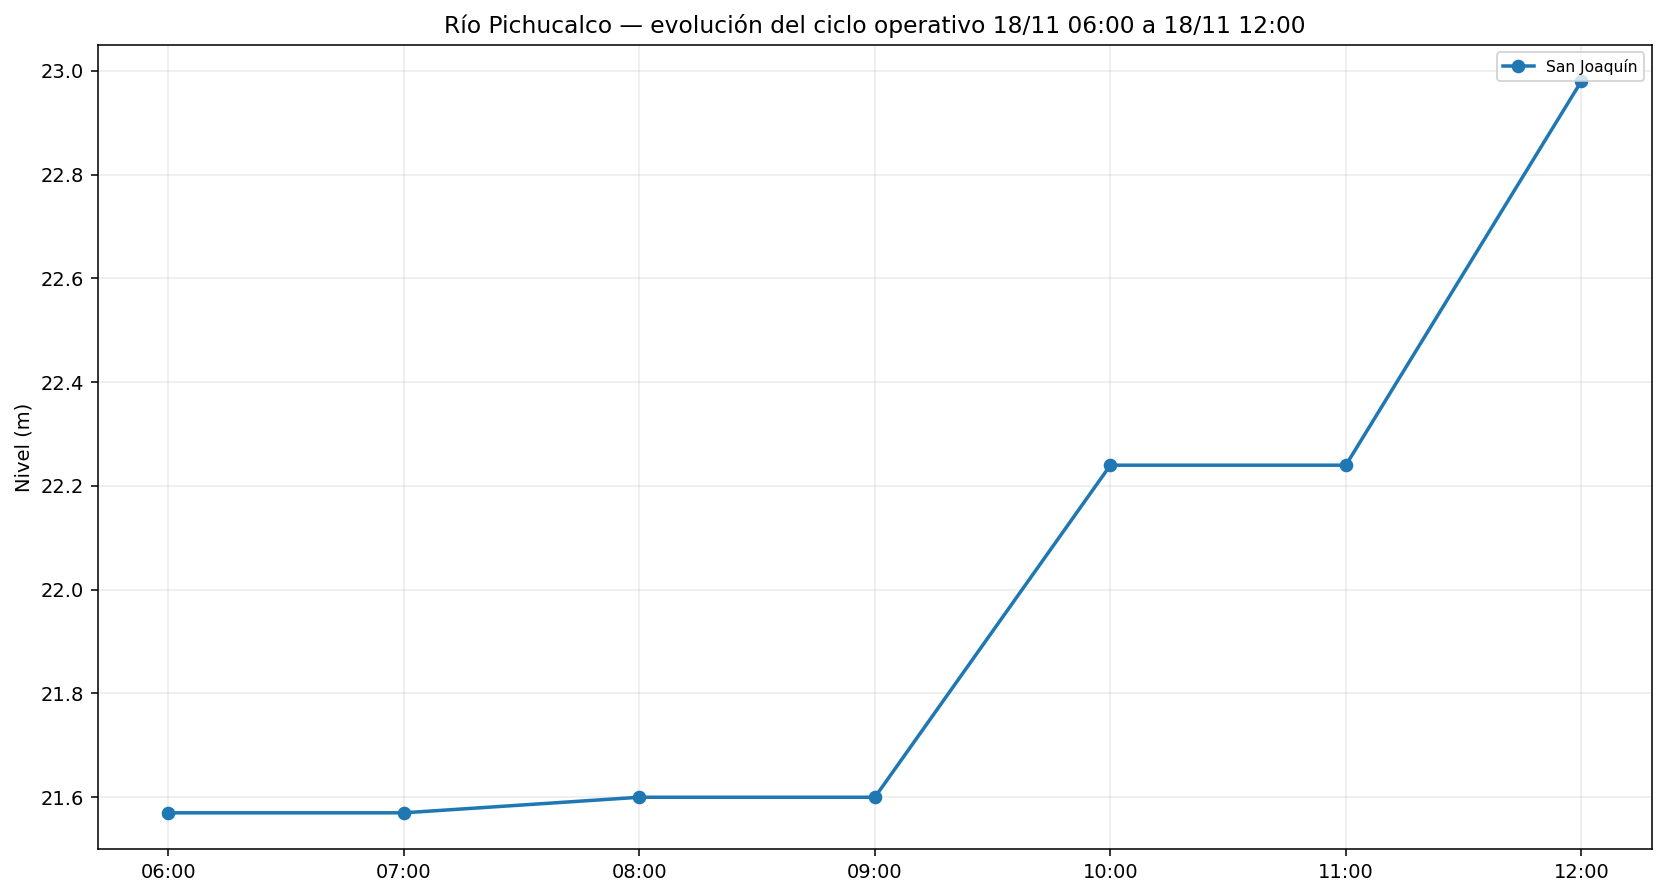 Río Pichucalco — evolución del ciclo operativo 18/11 06:00 a 18/11 12:00
San Joaquín
Nivel (m)
23.0
22.8
22.6
22.4
22.2
22.0
21.8
21.6
06:00 07:00 08:00 09:00 10:00 11:00 12:00